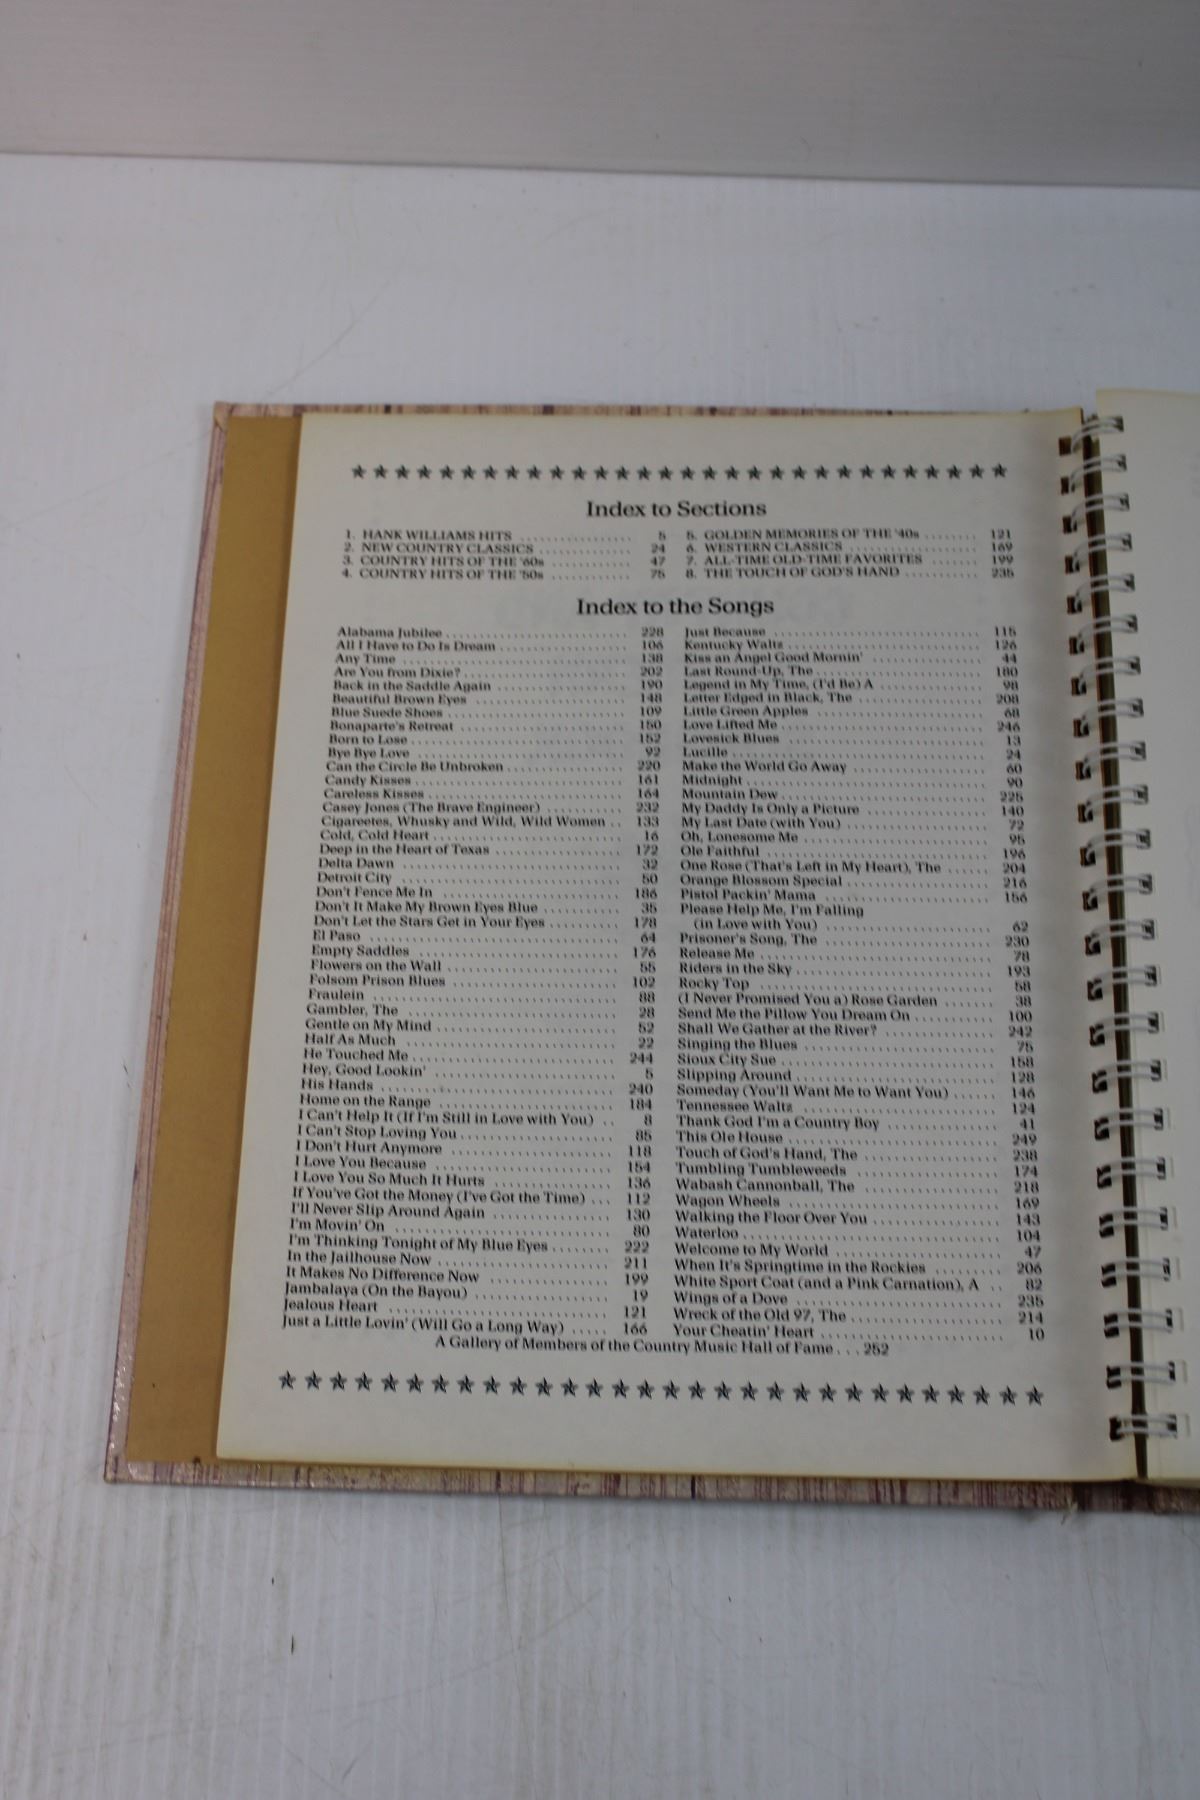 Index to Sections
1. HANK WILLIAMS HITS ................ 5
2. NEW COUNTRY CLASSICS ............. 24
3. COUNTRY HITS OF THE '60s ........... 47
4. COUNTRY HITS OF THE '50s ........... 75
5. GOLDEN MEMORIES OF THE '40s ........ 121
6. WESTERN CLASSICS ................. 169
7. ALL-TIME OLD-TIME FAVORITES ....... 199
8. THE TOUCH OF GOD'S HAND .......... 235
Index to the Songs
Alabama Jubilee ........ 228
All I Have to Do Is Dream ........ 106
Any Time ........ 138
Are You from Dixie? ........ 202
Back in the Saddle Again ........ 190
Beautiful Brown Eyes ........ 148
Blue Suede Shoes ........ 109
Bonaparte's Retreat ........ 150
Born to Lose ........ 152
Bye Bye Love ........ 92
Can the Circle Be Unbroken ........ 220
Candy Kisses ........ 161
Careless Kisses ........ 164
Casey Jones (The Brave Engineer) ........ 232
Cigareetes, Whusky and Wild, Wild Women .. 133
Cold, Cold Heart ........ 16
Deep in the Heart of Texas ........ 172
Delta Dawn ........ 32
Detroit City ........ 50
Don't Fence Me In ........ 186
Don't It Make My Brown Eyes Blue ........ 35
Don't Let the Stars Get in Your Eyes ........ 178
El Paso ........ 64
Empty Saddles ........ 176
Flowers on the Wall ........ 55
Folsom Prison Blues ........ 102
Fraulein ........ 88
Gambler, The ........ 28
Gentle on My Mind ........ 52
Half As Much ........ 22
He Touched Me ........ 244
Hey, Good Lookin' ........ 5
His Hands ........ 240
Home on the Range ........ 184
I Can't Help It (If I'm Still in Love with You) .. 8
I Can't Stop Loving You ........ 85
I Don't Hurt Anymore ........ 118
I Love You Because ........ 154
I Love You So Much It Hurts ........ 136
If You've Got the Money (I've Got the Time) ... 112
I'll Never Slip Around Again ........ 130
I'm Movin' On ........ 80
I'm Thinking Tonight of My Blue Eyes ........ 222
In the Jailhouse Now ........ 211
It Makes No Difference Now ........ 199
Jambalaya (On the Bayou) ........ 19
Jealous Heart ........ 121
Just a Little Lovin' (Will Go a Long Way) ..... 166
Just Because ........ 115
Kentucky Waltz ........ 126
Kiss an Angel Good Mornin' ........ 44
Last Round-Up, The ........ 180
Legend in My Time, (I'd Be) A ........ 98
Letter Edged in Black, The ........ 208
Little Green Apples ........ 68
Love Lifted Me ........ 246
Lovesick Blues ........ 13
Lucille ........ 24
Make the World Go Away ........ 60
Midnight ........ 90
Mountain Dew ........ 225
My Daddy Is Only a Picture ........ 140
My Last Date (with You) ........ 72
Oh, Lonesome Me ........ 95
Ole Faithful ........ 196
One Rose (That's Left in My Heart), The ...... 204
Orange Blossom Special ........ 216
Pistol Packin' Mama ........ 156
Please Help Me, I'm Falling
(in Love with You) ........ 62
Prisoner's Song, The ........ 230
Release Me ........ 78
Riders in the Sky ........ 193
Rocky Top ........ 58
(I Never Promised You a) Rose Garden ....... 38
Send Me the Pillow You Dream On ........ 100
Shall We Gather at the River? ........ 242
Singing the Blues ........ 75
Sioux City Sue ........ 158
Slipping Around ........ 128
Someday (You'll Want Me to Want You) ...... 146
Tennessee Waltz ........ 124
Thank God I'm a Country Boy ........ 41
This Ole House ........ 249
Touch of God's Hand, The ........ 238
Tumbling Tumbleweeds ........ 174
Wabash Cannonball, The ........ 218
Wagon Wheels ........ 169
Walking the Floor Over You ........ 143
Waterloo ........ 104
Welcome to My World ........ 47
When It's Springtime in the Rockies ......... 206
White Sport Coat (and a Pink Carnation), A .. 82
Wings of a Dove ........ 235
Wreck of the Old 97, The ........ 214
Your Cheatin' Heart ........ 10
A Gallery of Members of the Country Music Hall of Fame ... 252